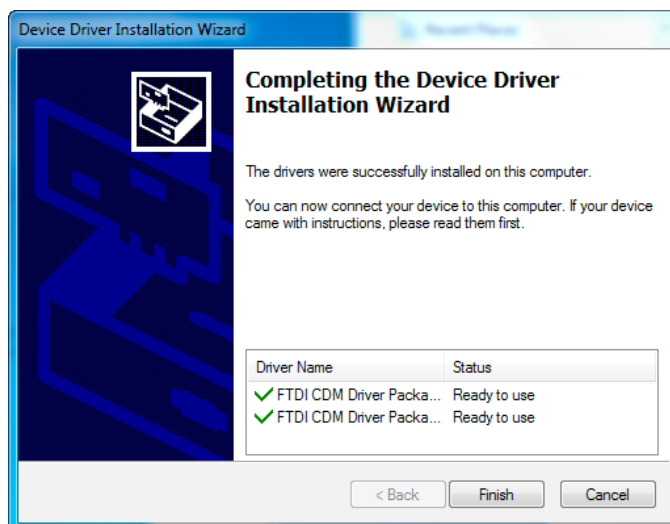 Device Driver Installation Wizard
Recent Places
Completing the Device Driver
Installation Wizard
The drivers were successfully installed on this computer.
You can now connect your device to this computer. If your device
came with instructions, please read them first.
Driver Name Status
FTDI CDM Driver Packa... Ready to use
FTDI CDM Driver Packa... Ready to use
< Back Finish Cancel